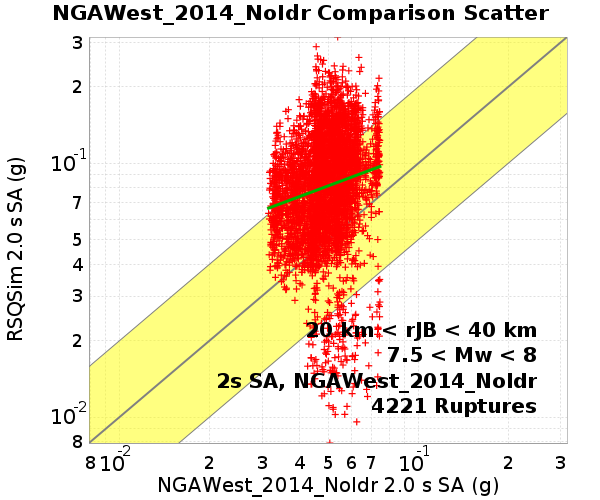 NGAWest_2014_NoIdr Comparison Scatter
3
2
10-1
7
5
4
3
2
10-2
8
RSQSim 2.0 s SA (g)
20 km < rJB < 40 km
7.5 < Mw < 8
2s SA, NGAWest_2014_NoIdr
4221 Ruptures
8 10-2 2 3 4 5 6 7 10-1 2 3
NGAWest_2014_NoIdr 2.0 s SA (g)